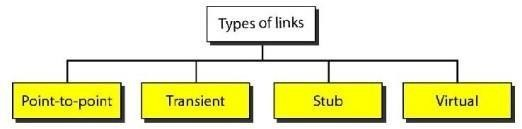 Types of links
Point-to-point
Transient
Stub
Virtual